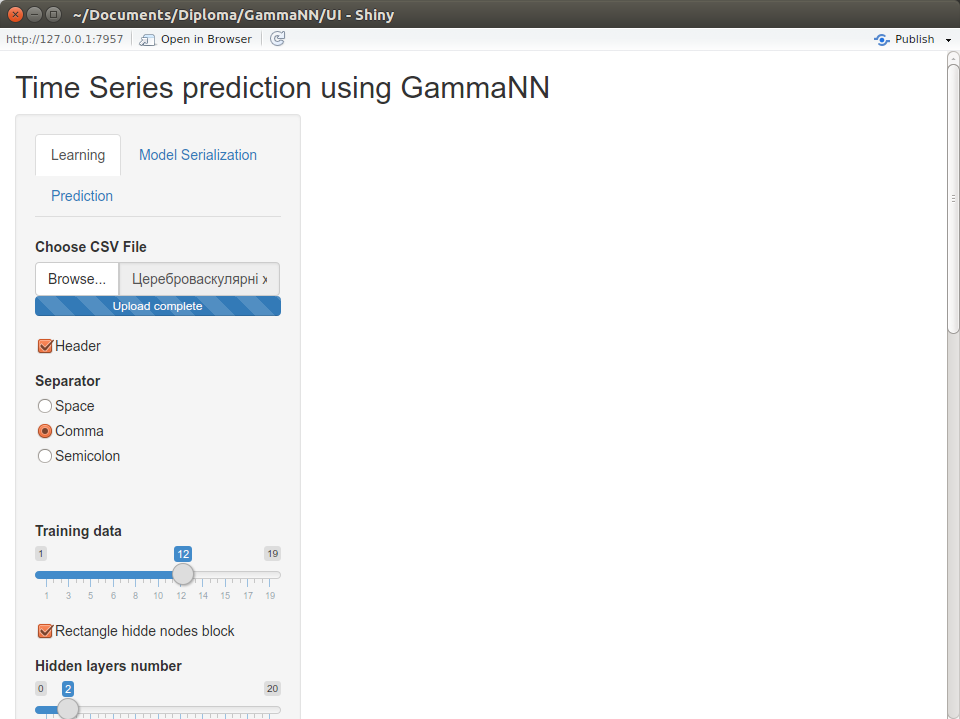 ~/Documents/Diploma/GammaNN/UI - Shiny
http://127.0.0.1:7957 Open in Browser Publish
Time Series prediction using GammaNN
Learning Model Serialization
Prediction
Choose CSV File
Browse... Цереброваскулярні х
Upload complete
Header
Separator
Space
Comma
Semicolon
Training data
1 12 19
1 3 5 6 8 10 12 14 15 17 19
Rectangle hidde nodes block
Hidden layers number
0 2 20